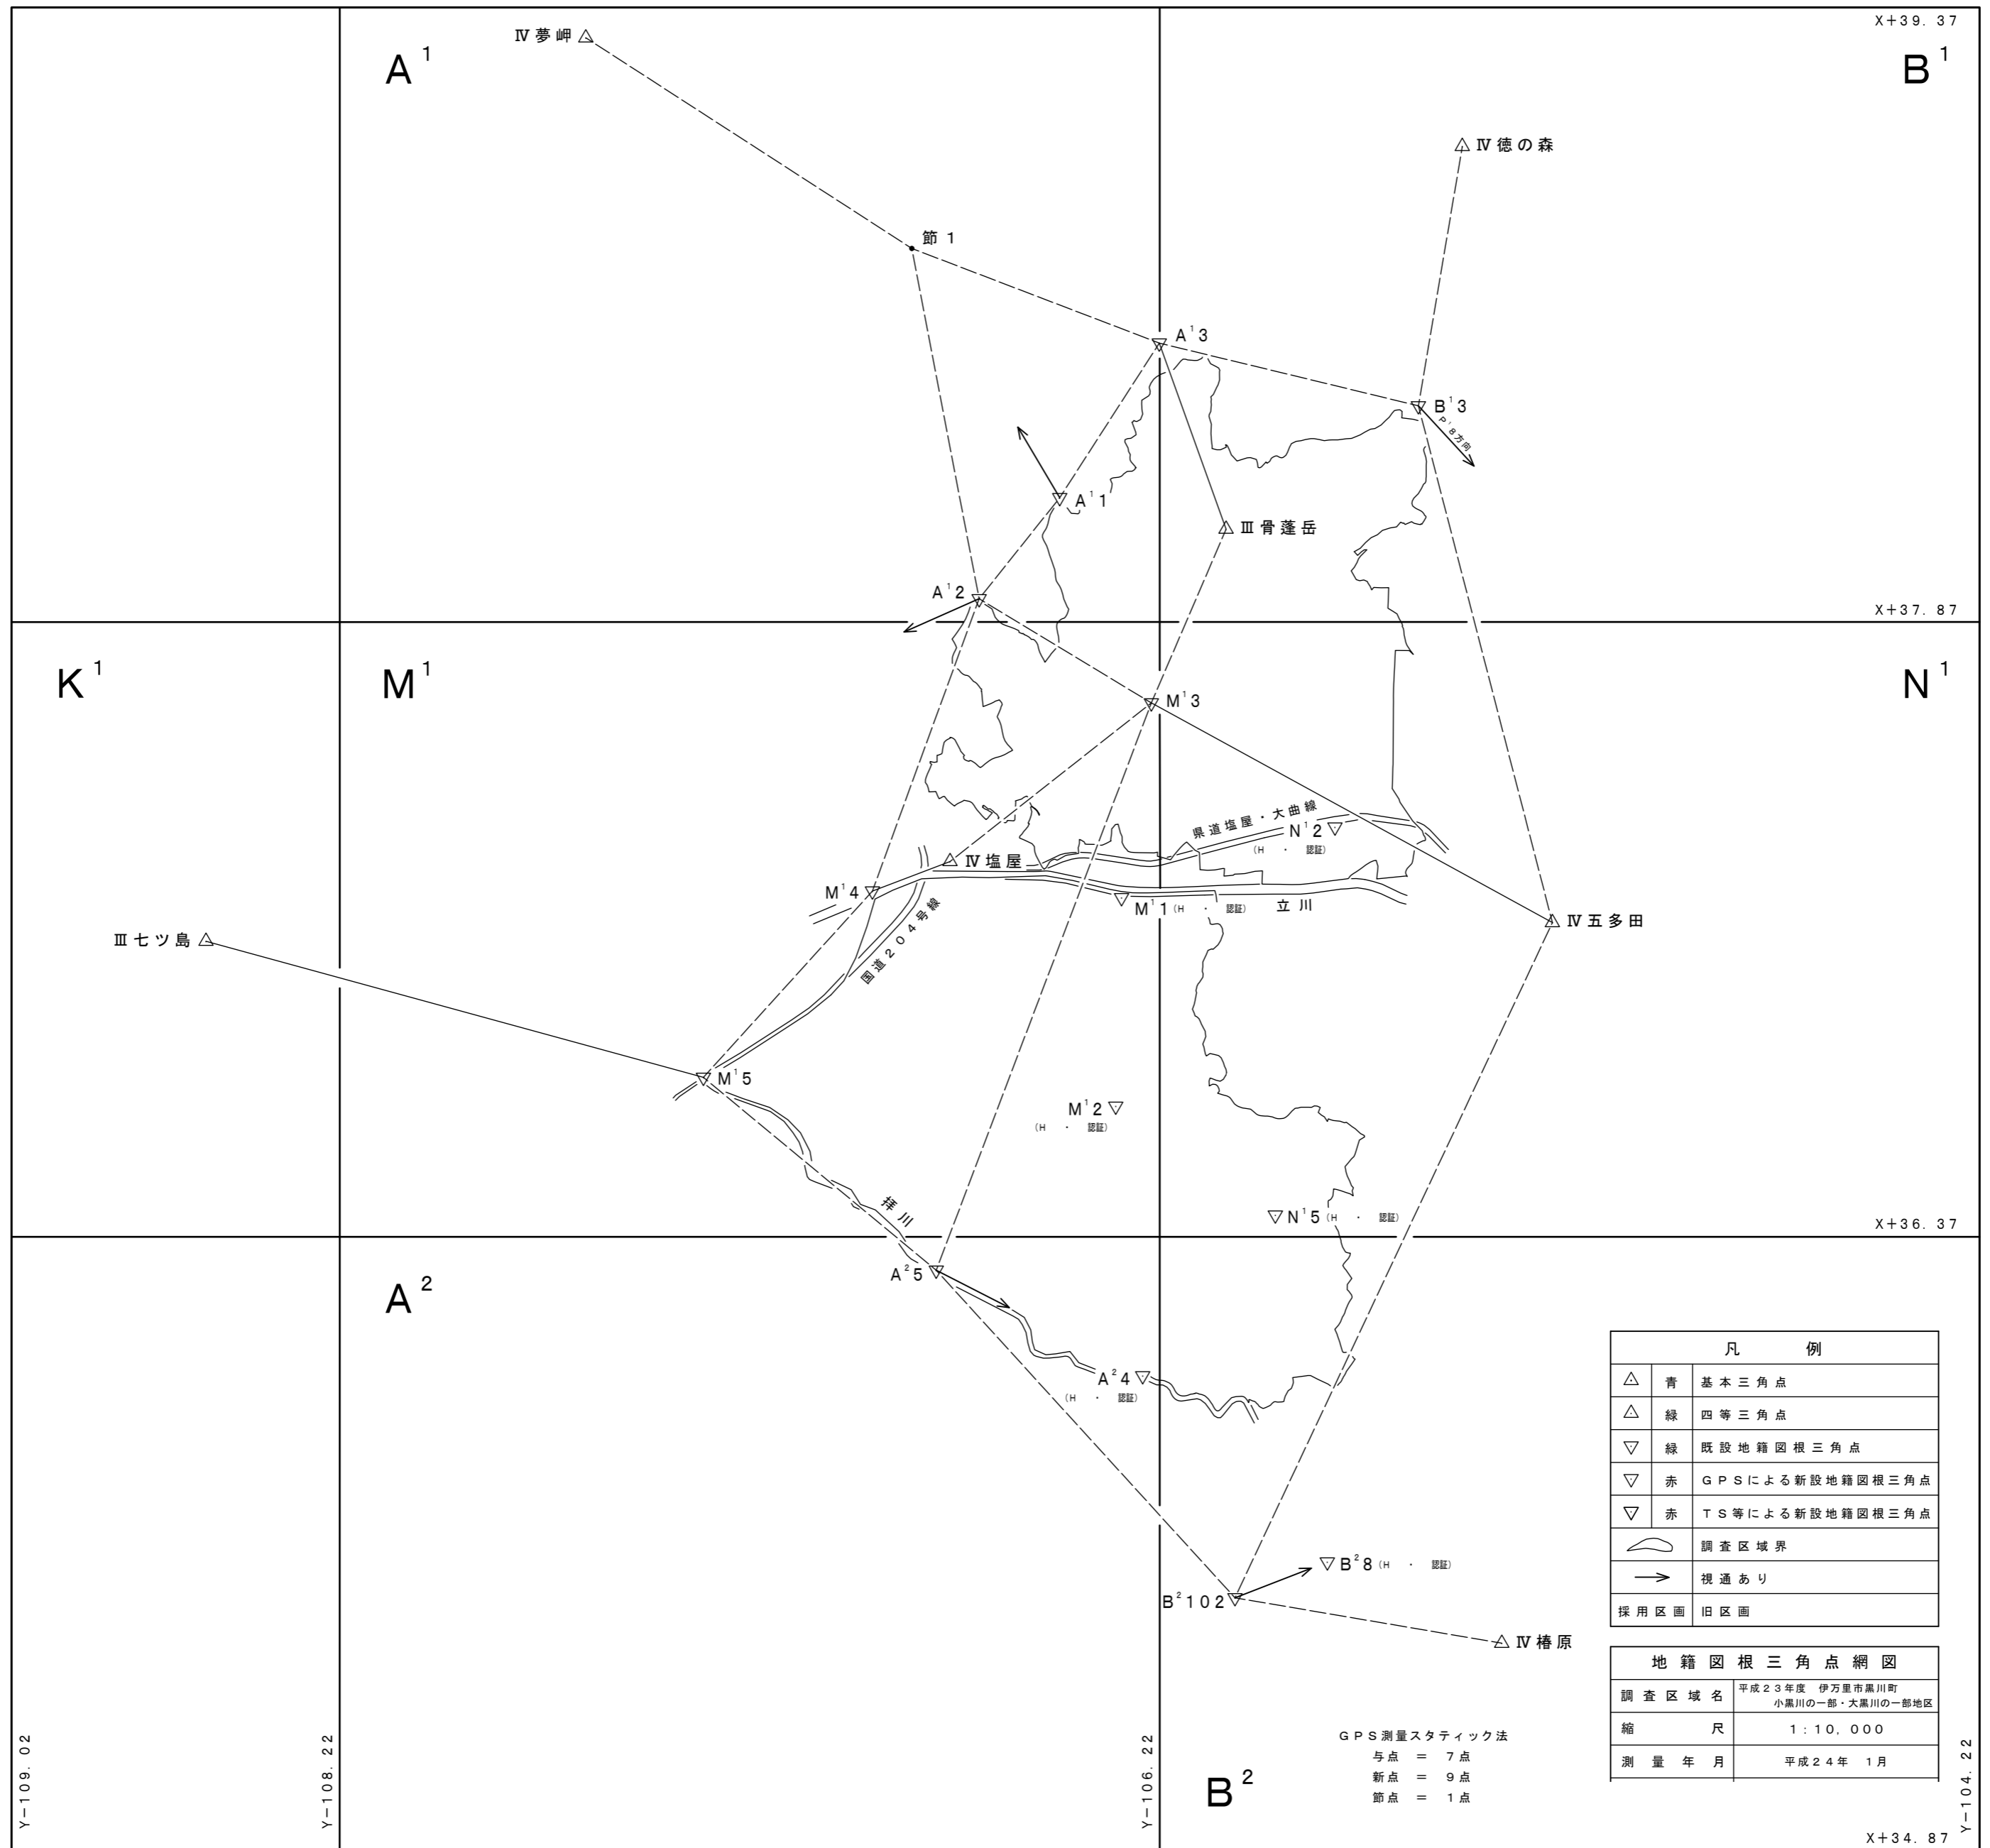 X+39. 37
Ⅳ夢岬
A¹
B¹
Ⅳ徳の森
節1
A¹3
B¹3
P¹8方向
A¹1
Ⅲ骨蓬岳
A¹2
X+37. 87
K¹
M¹
N¹
M¹3
県道塩屋・大曲線
N¹2
(H ・ 認証)
Ⅳ塩屋
M¹4
M¹1(H ・ 認証)
立川
国道204号線
Ⅳ五多田
Ⅲ七ツ島
M¹5
M¹2
(H ・ 認証)
拝川
N¹5(H ・ 認証)
X+36. 37
A²5
A²
A²4
(H ・ 認証)
B²8(H ・ 認証)
B²102
Ⅳ椿原
凡 例
青 基本三角点
緑 四等三角点
緑 既設地籍図根三角点
赤 GPSによる新設地籍図根三角点
赤 TS等による新設地籍図根三角点
調査区域界
視通あり
採用区画 旧区画
地籍図根三角点網図
調査区域名 平成23年度 伊万里市黒川町
小黒川の一部・大黒川の一部地区
縮尺 1:10, 000
測量年月 平成24年 1月
GPS測量スタティック法
与点 = 7点
新点 = 9点
節点 = 1点
B²
Y−109. 02
Y−108. 22
Y−106. 22
Y−104. 22
X+34. 87